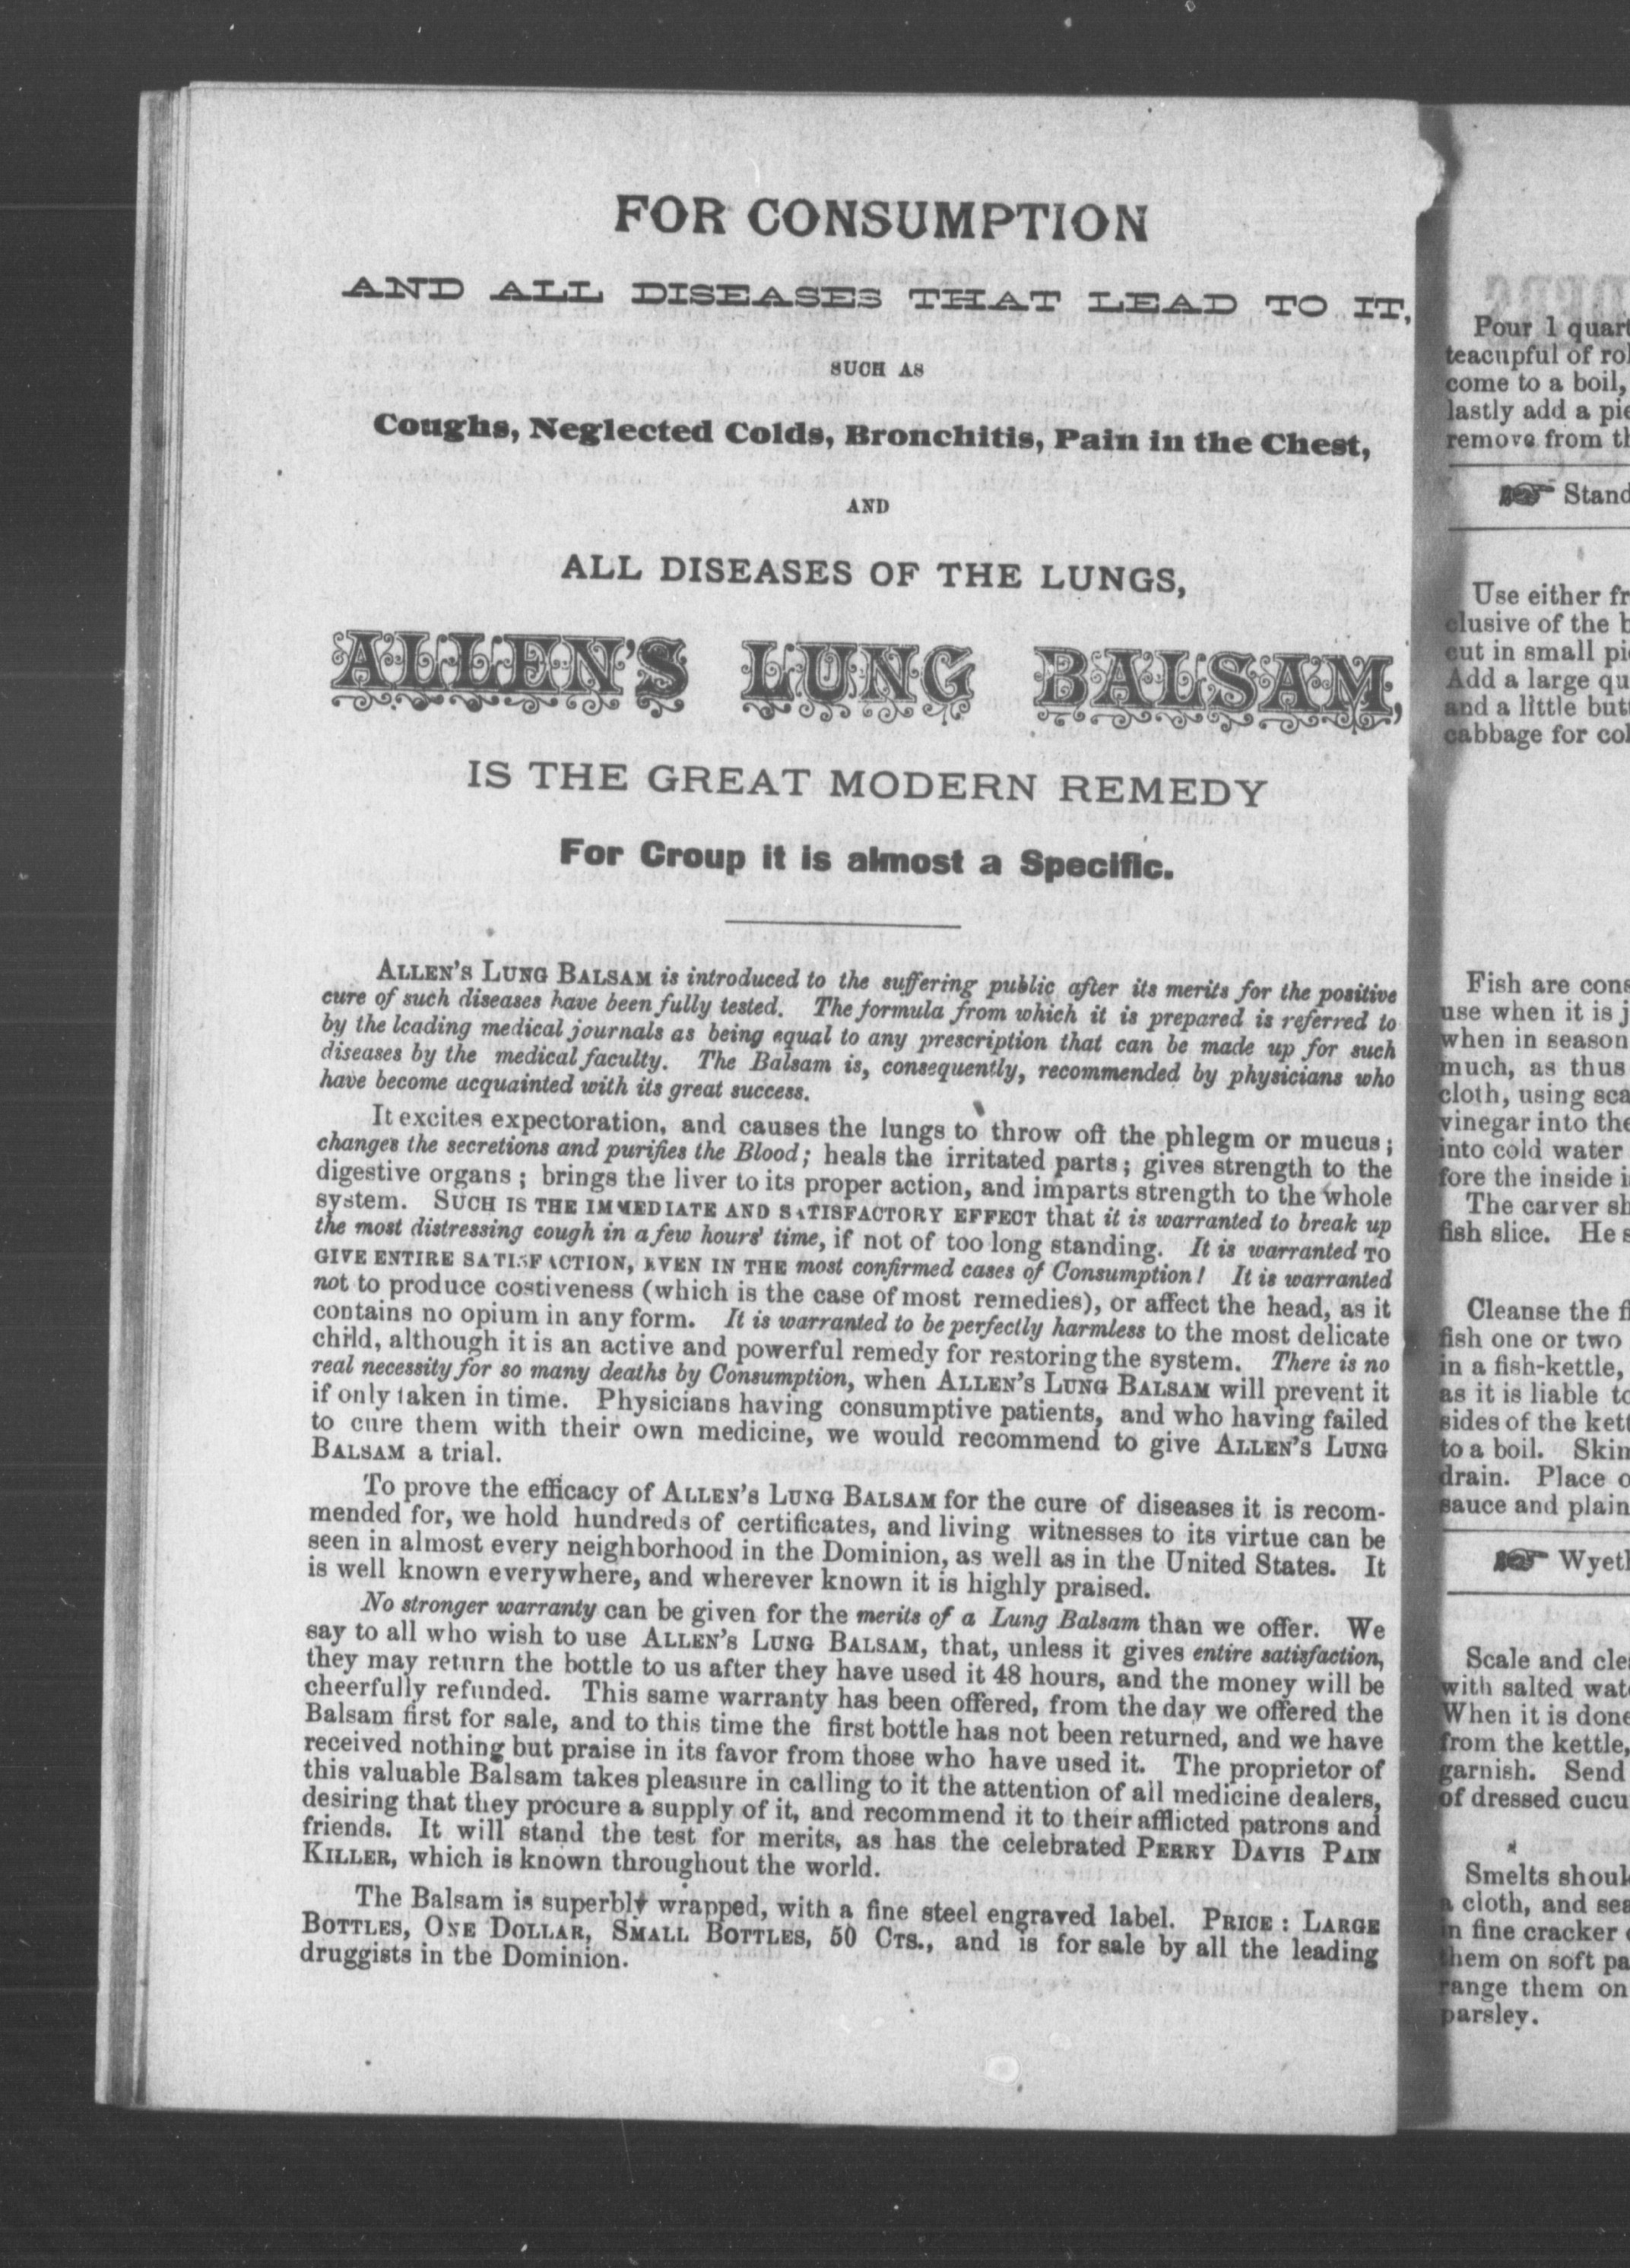 FOR CONSUMPTION
AND ALL DISEASES THAT LEAD TO IT,
SUCH AS
Coughs, Neglected Colds, Bronchitis, Pain in the Chest,
AND
ALL DISEASES OF THE LUNGS,
ALLEN'S LUNG BALSAM,
IS THE GREAT MODERN REMEDY
For Croup it is almost a Specific.
ALLEN'S LUNG BALSAM is introduced to the suffering public after its merits for the positive
cure of such diseases have been fully tested. The formula from which it is prepared is referred to
by the leading medical journals as being equal to any prescription that can be made up for such
diseases by the medical faculty. The Balsam is, consequently, recommended by physicians who
have become acquainted with its great success.
It excites expectoration, and causes the lungs to throw off the phlegm or mucus;
changes the secretions and purifies the Blood; heals the irritated parts; gives strength to the
digestive organs; brings the liver to its proper action, and imparts strength to the whole
system. SUCH IS THE IMMEDIATE AND SATISFACTORY EFFECT that it is warranted to break up
the most distressing cough in a few hours' time, if not of too long standing. It is warranted TO
GIVE ENTIRE SATISFACTION, EVEN IN THE most confirmed cases of Consumption! It is warranted
not to produce costiveness (which is the case of most remedies), or affect the head, as it
contains no opium in any form. It is warranted to be perfectly harmless to the most delicate
child, although it is an active and powerful remedy for restoring the system. There is no
real necessity for so many deaths by Consumption, when ALLEN'S LUNG BALSAM will prevent it
if only taken in time. Physicians having consumptive patients, and who having failed
to cure them with their own medicine, we would recommend to give ALLEN'S LUNG
BALSAM a trial.
To prove the efficacy of ALLEN'S LUNG BALSAM for the cure of diseases it is recom-
mended for, we hold hundreds of certificates, and living witnesses to its virtue can be
seen in almost every neighborhood in the Dominion, as well as in the United States. It
is well known everywhere, and wherever known it is highly praised.
No stronger warranty can be given for the merits of a Lung Balsam than we offer. We
say to all who wish to use ALLEN'S LUNG BALSAM, that, unless it gives entire satisfaction,
they may return the bottle to us after they have used it 48 hours, and the money will be
cheerfully refunded. This same warranty has been offered, from the day we offered the
Balsam first for sale, and to this time the first bottle has not been returned, and we have
received nothing but praise in its favor from those who have used it. The proprietor of
this valuable Balsam takes pleasure in calling to it the attention of all medicine dealers,
desiring that they procure a supply of it, and recommend it to their afflicted patrons and
friends. It will stand the test for merits, as has the celebrated PERRY DAVIS PAIN
KILLER, which is known throughout the world.
The Balsam is superbly wrapped, with a fine steel engraved label. PRICE: LARGE
BOTTLES, ONE DOLLAR, SMALL BOTTLES, 50 CTS., and is for sale by all the leading
druggists in the Dominion.
Pour 1 quart
teacupful of
come to a boil,
lastly add a
remove from
Stand
Use either
of the
cut in small
Add a large
and a little
cabbage for
Fish are
use when it is
when in season
much, as thus
cloth, using
vinegar into
into cold water
fore the inside
The carver
fish slice. He
Cleanse the
fish one or two
in a fish-kettle,
as it is liable
sides of the
to a boil.
drain. Place
sauce and plain
Scale and
with salted
When it is
from the kettle,
garnish. Send
of dressed
Smelts
a cloth, and
in fine cracker
them on soft
range them on
parsley.